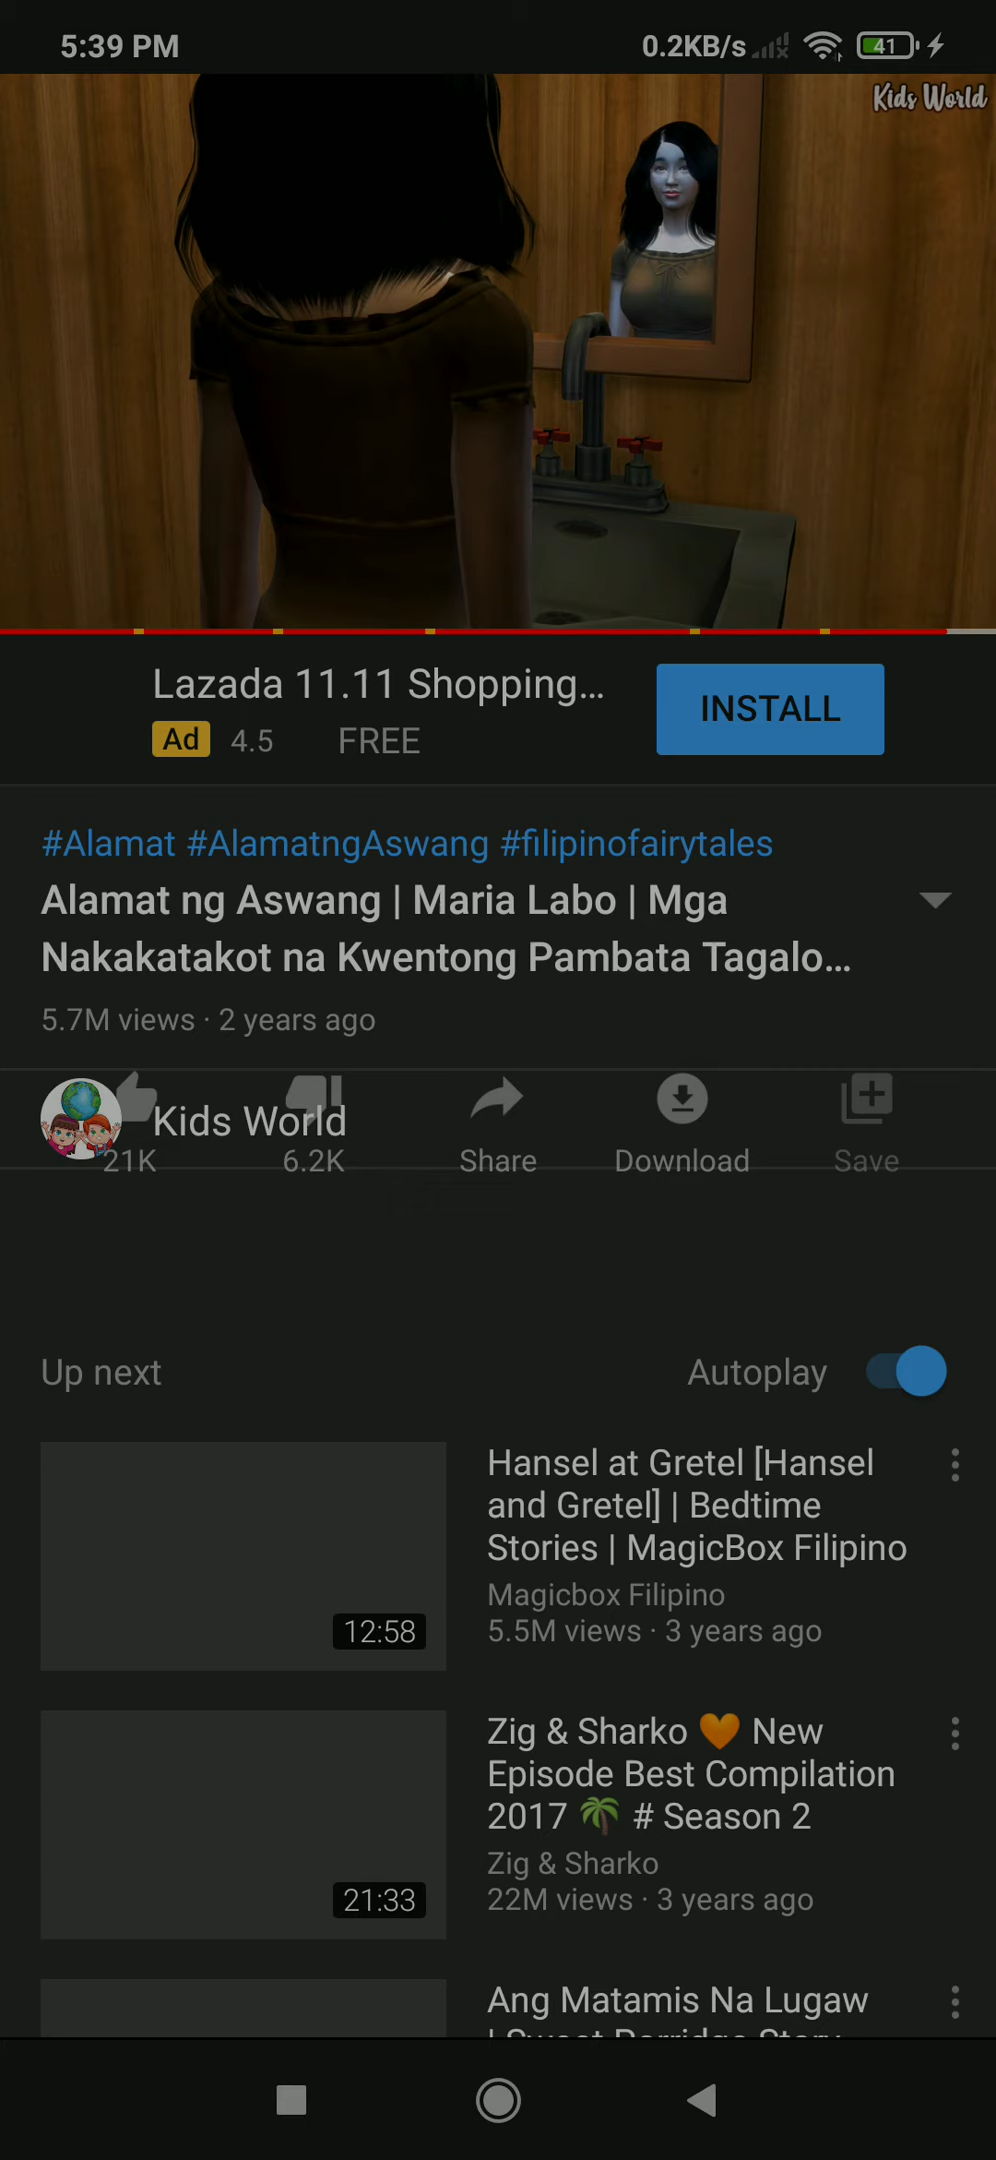 5:39 PM
0.2KB/s
41
Kids World
Lazada 11.11 Shopping...
INSTALL
Ad 4.5 FREE
#Alamat #AlamatngAswang #filipinofairytales
Alamat ng Aswang | Maria Labo | Mga
Nakakatakot na Kwentong Pambata Tagalo...
5.7M views · 2 years ago
Kids World
21K
6.2K
Share
Download
Save
Up next
Autoplay
Hansel at Gretel [Hansel
and Gretel] | Bedtime
Stories | MagicBox Filipino
Magicbox Filipino
5.5M views · 3 years ago
12:58
Zig & Sharko 🧡 New
Episode Best Compilation
2017 🌴 # Season 2
Zig & Sharko
22M views · 3 years ago
21:33
Ang Matamis Na Lugaw
| Sweet Porridge Story